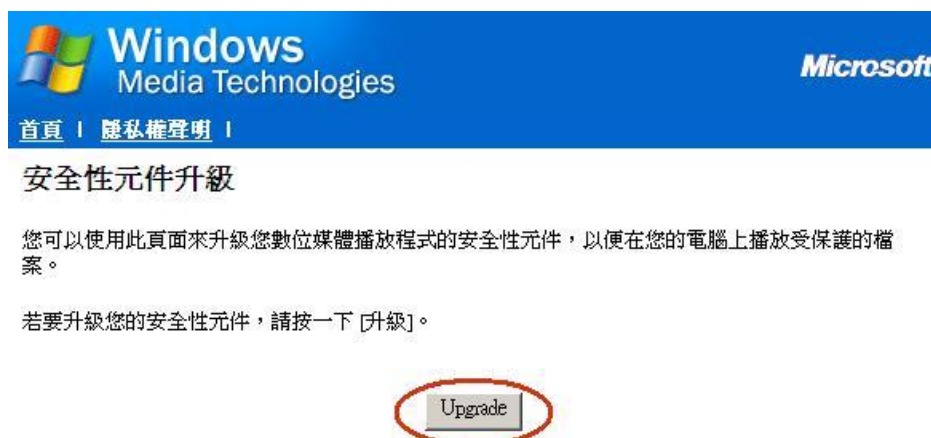 Windows
Media Technologies
Microsoft
首頁 | 隱私權聲明 |
安全性元件升級
您可以使用此頁面來升級您數位媒體播放程式的安全性元件，以便在您的電腦上播放受保護的檔
案。
若要升級您的安全性元件，請按一下 [升級]。
Upgrade